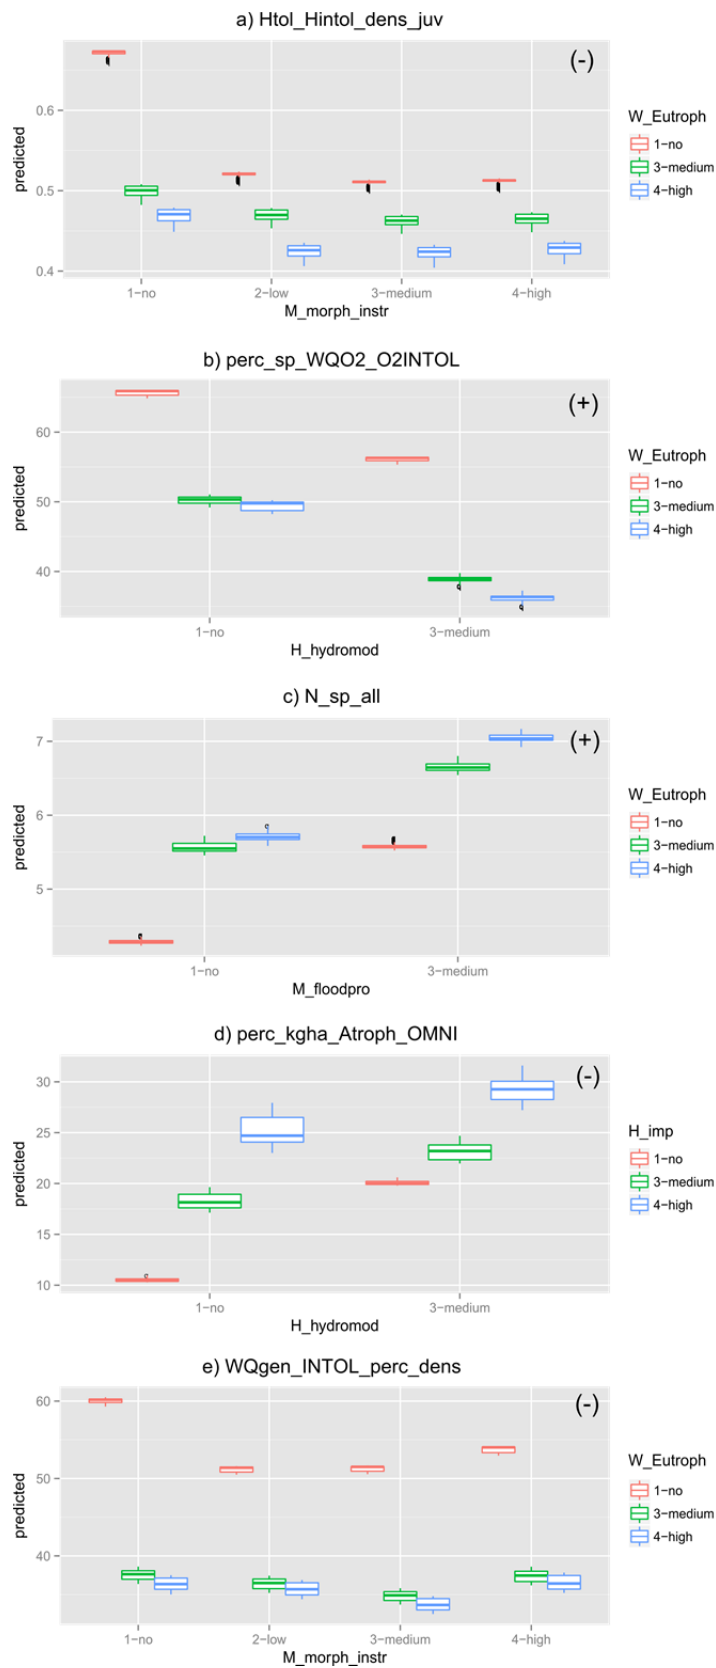 a) Htol_Hintol_dens_juv
(-)
predicted
0.6
0.5
0.4
1-no 2-low 3-medium 4-high
M_morph_instr
W_Eutroph
1-no
3-medium
4-high
b) perc_sp_WQO2_O2INTOL
(+)
predicted
60
50
40
1-no 3-medium
H_hydromod
W_Eutroph
1-no
3-medium
4-high
c) N_sp_all
(+)
predicted
7
6
5
1-no 3-medium
M_floodpro
W_Eutroph
1-no
3-medium
4-high
d) perc_kgha_Atroph_OMNI
(-)
predicted
30
25
20
15
10
1-no 3-medium
H_hydromod
H_imp
1-no
3-medium
4-high
e) WQgen_INTOL_perc_dens
(-)
predicted
60
50
40
1-no 2-low 3-medium 4-high
M_morph_instr
W_Eutroph
1-no
3-medium
4-high